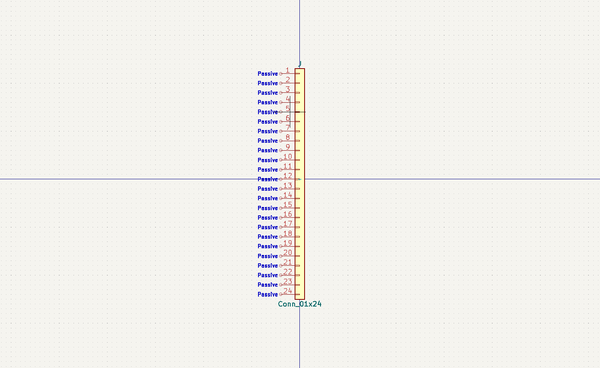 J
Passive 1
Passive 2
Passive 3
Passive 4
Passive 5
Passive 6
Passive 7
Passive 8
Passive 9
Passive 10
Passive 11
Passive 12
Passive 13
Passive 14
Passive 15
Passive 16
Passive 17
Passive 18
Passive 19
Passive 20
Passive 21
Passive 22
Passive 23
Passive 24
Conn_01x24